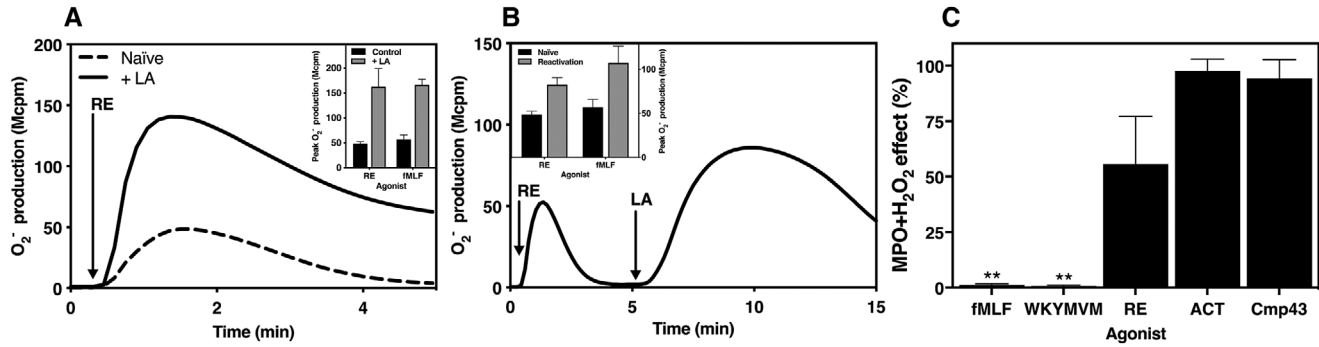 A
O₂⁻ production (Mcpm)
200
150
100
50
0
Naïve
+ LA
RE
0
2
4
Time (min)
Control
+ LA
Peak O₂⁻ production (Mcpm)
200
150
100
50
0
RE
fMLF
Agonist
B
O₂⁻ production (Mcpm)
150
100
50
0
RE
LA
0
5
10
15
Time (min)
Naïve
Reactivation
Peak O₂⁻ production (Mcpm)
100
50
0
RE
fMLF
Agonist
C
MPO+H₂O₂ effect (%)
100
75
50
25
0
**
**
fMLF
WKYMVM
RE
ACT
Cmp43
Agonist